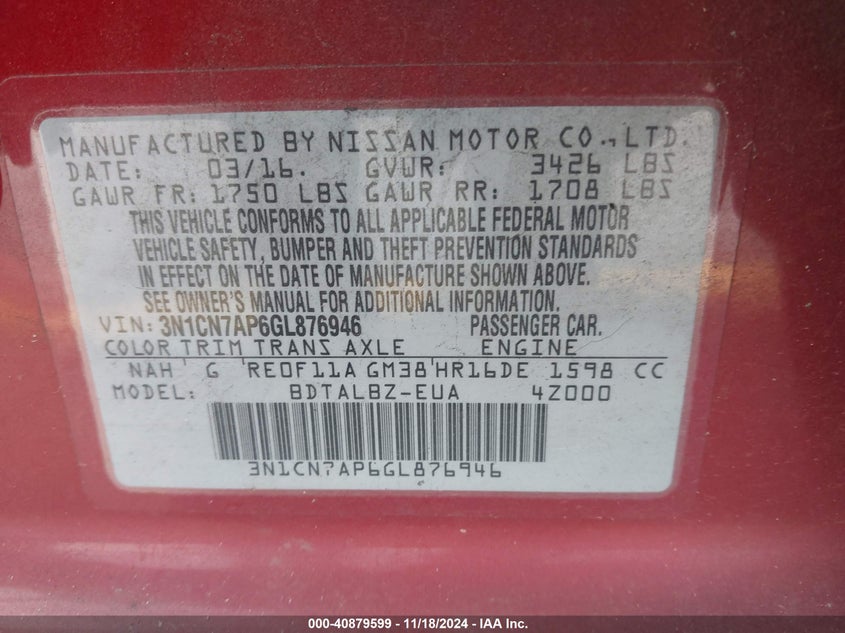 MANUFACTURED BY NISSAN MOTOR CO.,LTD.
DATE: 03/16. GVWR: 3426 LBS
GAWR FR: 1750 LBS GAWR RR: 1708 LBS
THIS VEHICLE CONFORMS TO ALL APPLICABLE FEDERAL MOTOR
VEHICLE SAFETY, BUMPER AND THEFT PREVENTION STANDARDS
IN EFFECT ON THE DATE OF MANUFACTURE SHOWN ABOVE.
SEE OWNER'S MANUAL FOR ADDITIONAL INFORMATION.
VIN: 3N1CN7AP6GL876946 PASSENGER CAR.
COLOR TRIM TRANS AXLE ENGINE
NAH G RE0F11A GM38 HR16DE 1598 CC
MODEL: BDTALBZ-EUA 4Z000
3N1CN7AP6GL876946
000-40879599 - 11/18/2024 - IAA Inc.